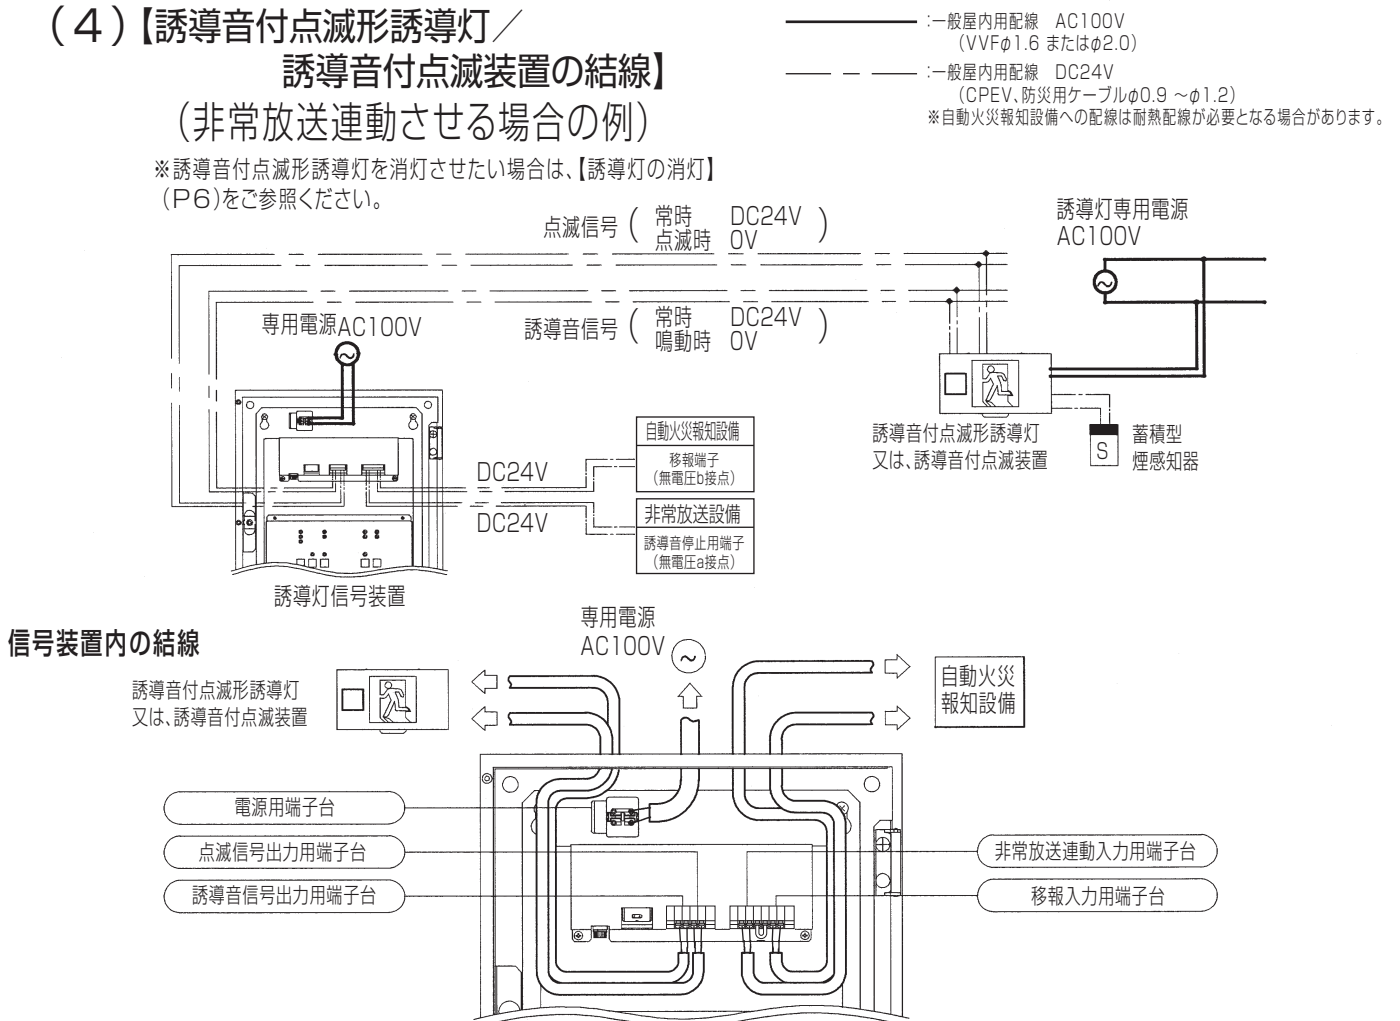 (4)【誘導音付点滅形誘導灯／
誘導音付点滅装置の結線】
(非常放送連動させる場合の例)
※誘導音付点滅形誘導灯を消灯させたい場合は、【誘導灯の消灯】
(P6)をご参照ください。
:一般屋内用配線 AC100V
(VVFφ1.6 またはφ2.0)
:一般屋内用配線 DC24V
(CPEV、防災用ケーブルφ0.9 ～φ1.2)
※自動火災報知設備への配線は耐熱配線が必要となる場合があります。
点滅信号 ( 常時 DC24V )
点滅時 0V
誘導灯専用電源
AC100V
誘導音信号 ( 常時 DC24V )
鳴動時 0V
専用電源AC100V
自動火災報知設備
移報端子
(無電圧b接点)
DC24V
DC24V
非常放送設備
誘導音停止用端子
(無電圧a接点)
誘導音付点滅形誘導灯
又は、誘導音付点滅装置
S
蓄積型
煙感知器
誘導灯信号装置
信号装置内の結線
専用電源
AC100V
誘導音付点滅形誘導灯
又は、誘導音付点滅装置
自動火災
報知設備
電源用端子台
点滅信号出力用端子台
誘導音信号出力用端子台
非常放送連動入力用端子台
移報入力用端子台